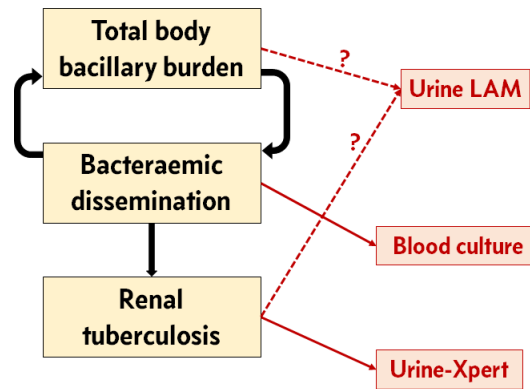 Total body
bacillary burden
?
Urine LAM
?
Bacteraemic
dissemination
Blood culture
Renal
tuberculosis
Urine-Xpert